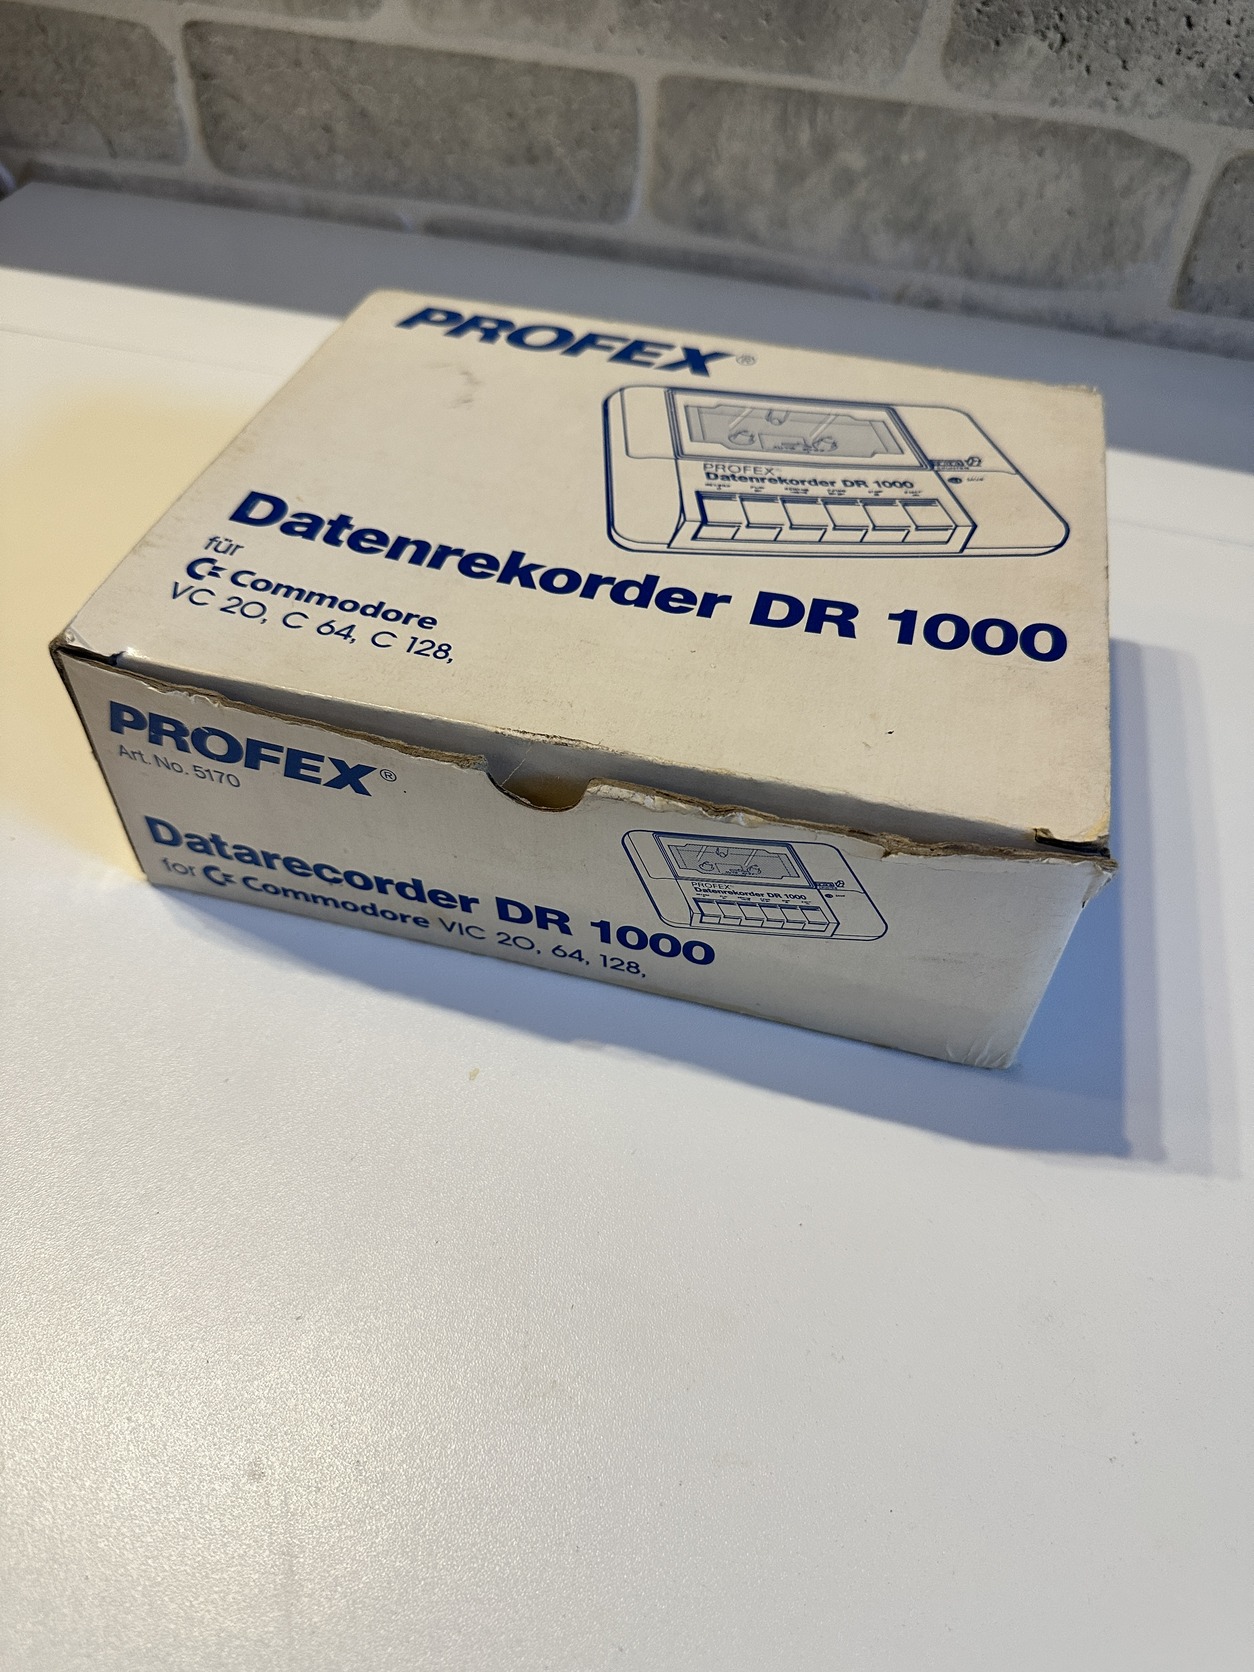 PROFEX®
PROFEX
Datenrekorder DR 1000
SAVE
Datenrekorder DR 1000
für
Commodore
VC 20, C 64, C 128,
PROFEX®
Art. No. 5170
Datarecorder DR 1000
for Commodore VIC 20, 64, 128,
PROFEX®
Datenrekorder DR 1000